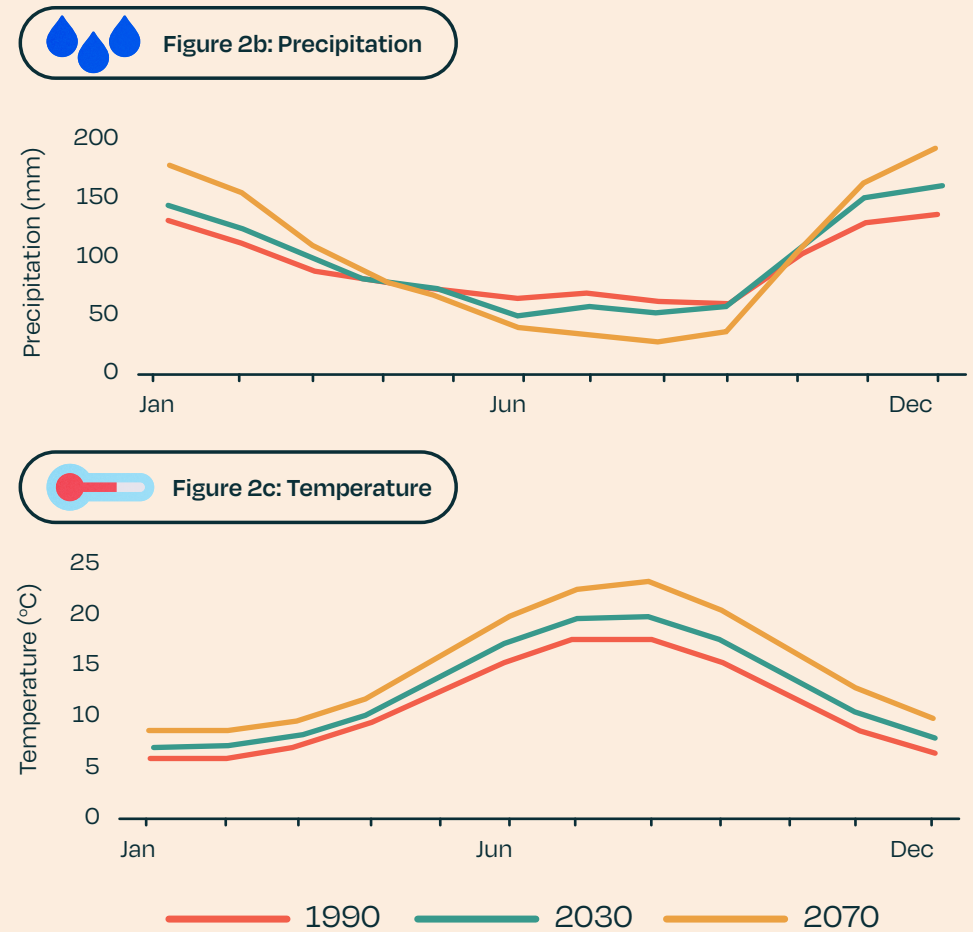 Figure 2b: Precipitation
Precipitation (mm)
200
150
100
50
0
Jan Jun Dec
Figure 2c: Temperature
Temperature (ºC)
25
20
15
10
5
0
Jan Jun Dec
1990 2030 2070